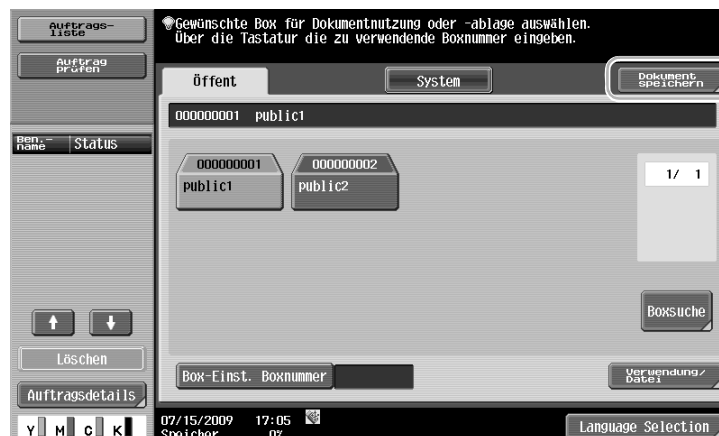 Auftrags-
liste
Auftrag
prüfen
Ben.-
name
Status
Löschen
Auftragsdetails
Y M C K
Gewünschte Box für Dokumentnutzung oder -ablage auswählen.
Über die Tastatur die zu verwendende Boxnummer eingeben.
Öffent
System
Dokument
speichern
000000001 public1
000000001
public1
000000002
public2
1/ 1
Boxsuche
Box-Einst. Boxnummer
Verwendung/
Datei
07/15/2009 17:05
Speicher 0%
Language Selection